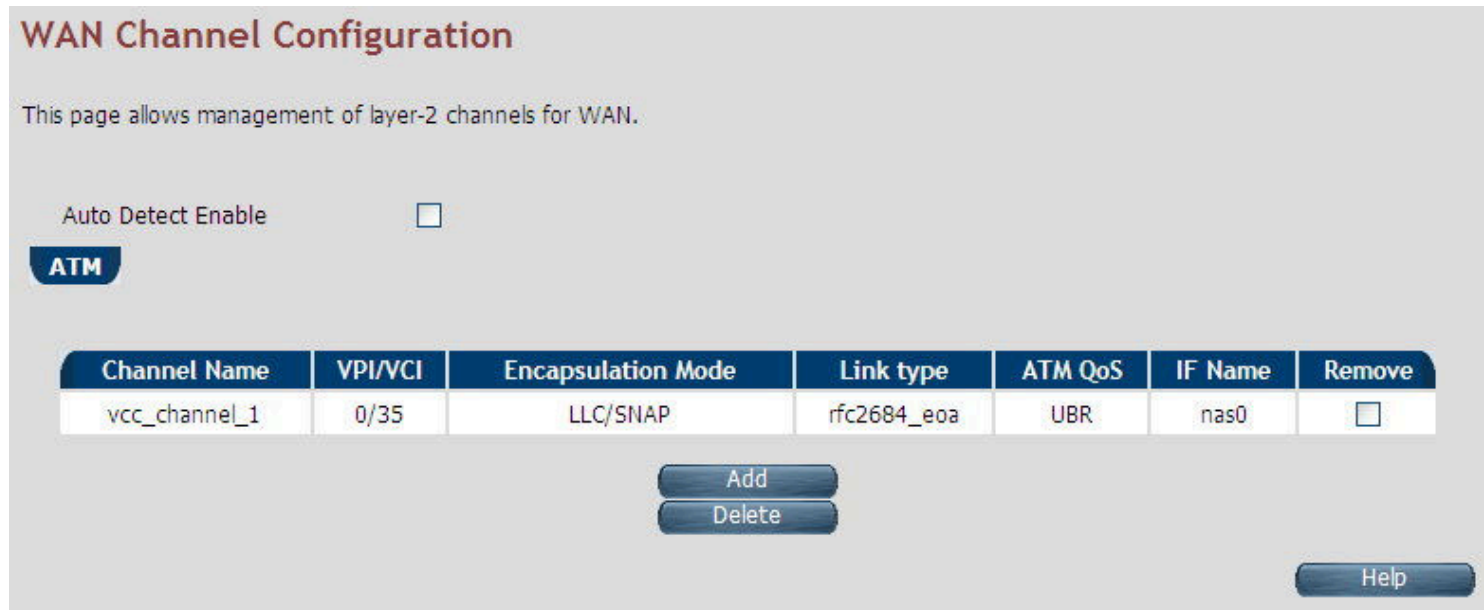 WAN Channel Configuration
This page allows management of layer-2 channels for WAN.
Auto Detect Enable
ATM
Channel Name VPI/VCI Encapsulation Mode Link type ATM QoS IF Name Remove
vcc_channel_1 0/35 LLC/SNAP rfc2684_eoa UBR nas0
Add
Delete
Help